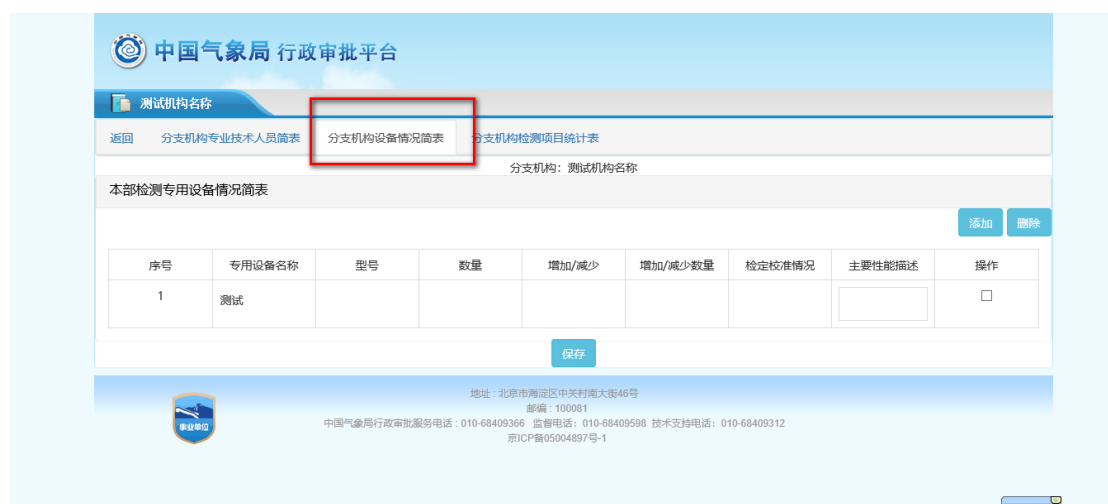 中国气象局 行政审批平台
测试机构名称
返回 分支机构专业技术人员简表 分支机构设备情况简表 分支机构检测项目统计表
分支机构：测试机构名称
本部检测专用设备情况简表
添加 删除
序号 专用设备名称 型号 数量 增加/减少 增加/减少数量 检定校准情况 主要性能描述 操作
1 测试
保存
地址：北京市海淀区中关村南大街46号
邮编：100081
中国气象局行政审批服务电话：010-68409366 监督电话：010-68409598 技术支持电话：010-68409312
京ICP备05004897号-1
事业单位